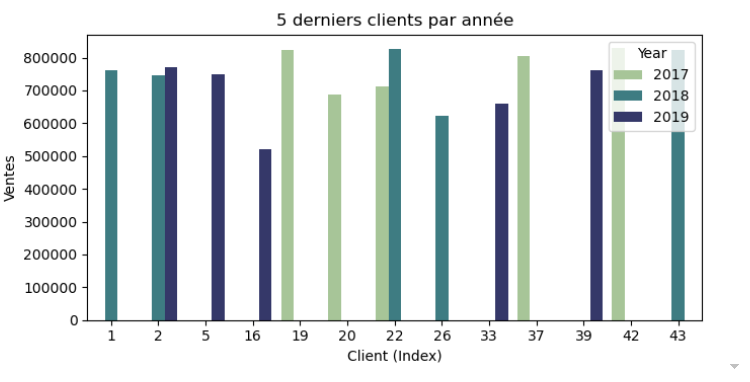 5 derniers clients par année
Ventes
800000
700000
600000
500000
400000
300000
200000
100000
0
Year
2017
2018
2019
1 2 5 16 19 20 22 26 33 37 39 42 43
Client (Index)